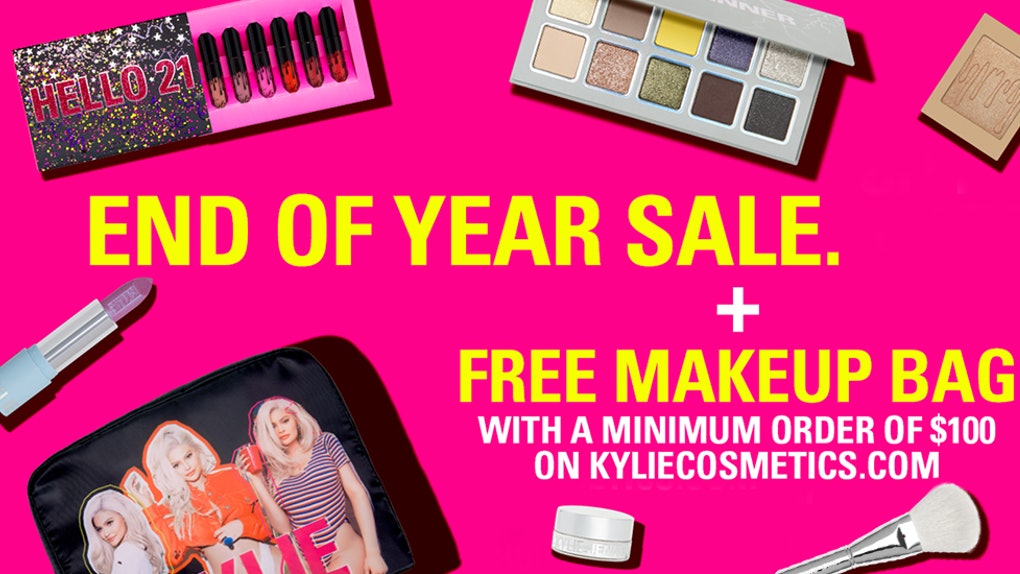 HELLO 21
END OF YEAR SALE.
+
FREE MAKEUP BAG
WITH A MINIMUM ORDER OF $100
ON KYLIECOSMETICS.COM